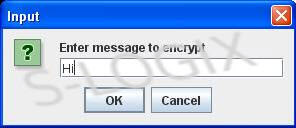 Input
Enter message to encrypt
Hi
OK Cancel
S-LOGIX